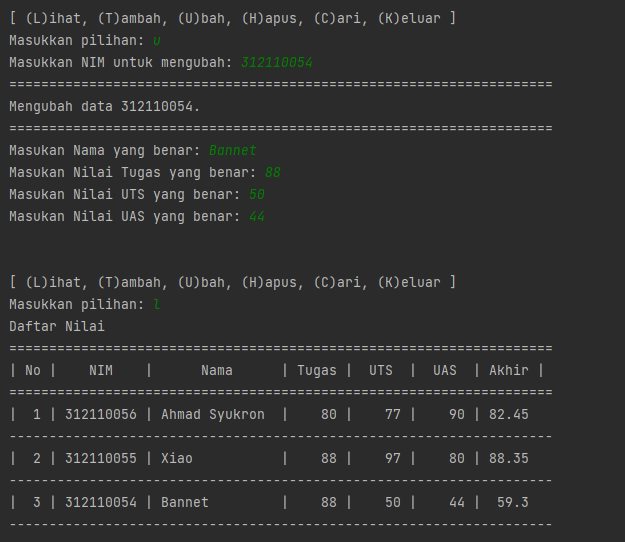 [ (L)ihat, (T)ambah, (U)bah, (H)apus, (C)ari, (K)eluar ]
Masukkan pilihan: u
Masukkan NIM untuk mengubah: 312110054
====================================================================
Mengubah data 312110054.
====================================================================
Masukan Nama yang benar: Bannet
Masukan Nilai Tugas yang benar: 88
Masukan Nilai UTS yang benar: 50
Masukan Nilai UAS yang benar: 44
[ (L)ihat, (T)ambah, (U)bah, (H)apus, (C)ari, (K)eluar ]
Masukkan pilihan: l
Daftar Nilai
====================================================================
| No |    NIM    |      Nama      | Tugas |  UTS  |  UAS  | Akhir |
====================================================================
|  1 | 312110056 | Ahmad Syukron  |    80 |    77 |    90 | 82.45
--------------------------------------------------------------------
|  2 | 312110055 | Xiao           |    88 |    97 |    80 | 88.35
--------------------------------------------------------------------
|  3 | 312110054 | Bannet         |    88 |    50 |    44 |  59.3
--------------------------------------------------------------------